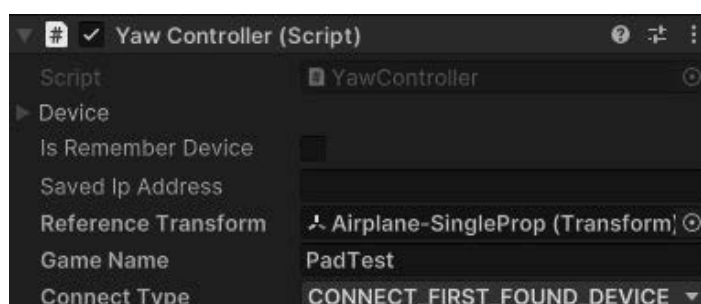 # Yaw Controller (Script)
Script # YawController
Device
Is Remember Device
Saved Ip Address
Reference Transform Airplane-SingleProp (Transform)
Game Name PadTest
Connect Type CONNECT_FIRST_FOUND_DEVICE